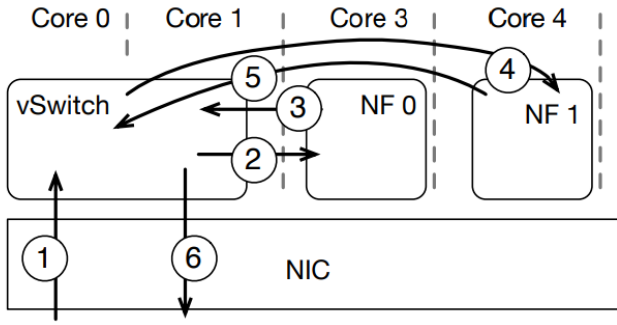 Core 0 Core 1 Core 3 Core 4
5 4
vSwitch 3 NF 0 NF 1
2
1 6 NIC